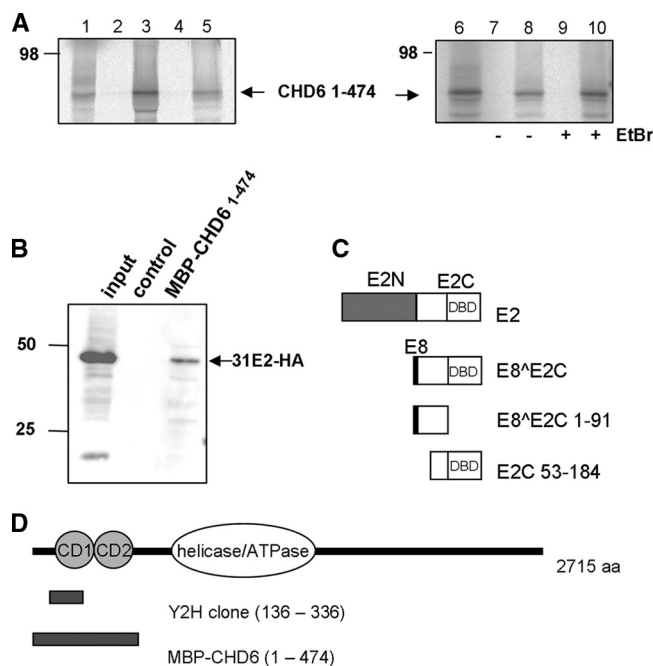 A
1 2 3 4 5
98
CHD6 1-474
6 7 8 9 10
98
- - + + EtBr
B
input
control
MBP-CHD6 1-474
50
25
31E2-HA
C
E2N E2C
DBD
E2
E8
DBD
E8^E2C
E8^E2C 1-91
DBD
E2C 53-184
D
CD1 CD2 helicase/ATPase
2715 aa
Y2H clone (136 – 336)
MBP-CHD6 (1 – 474)